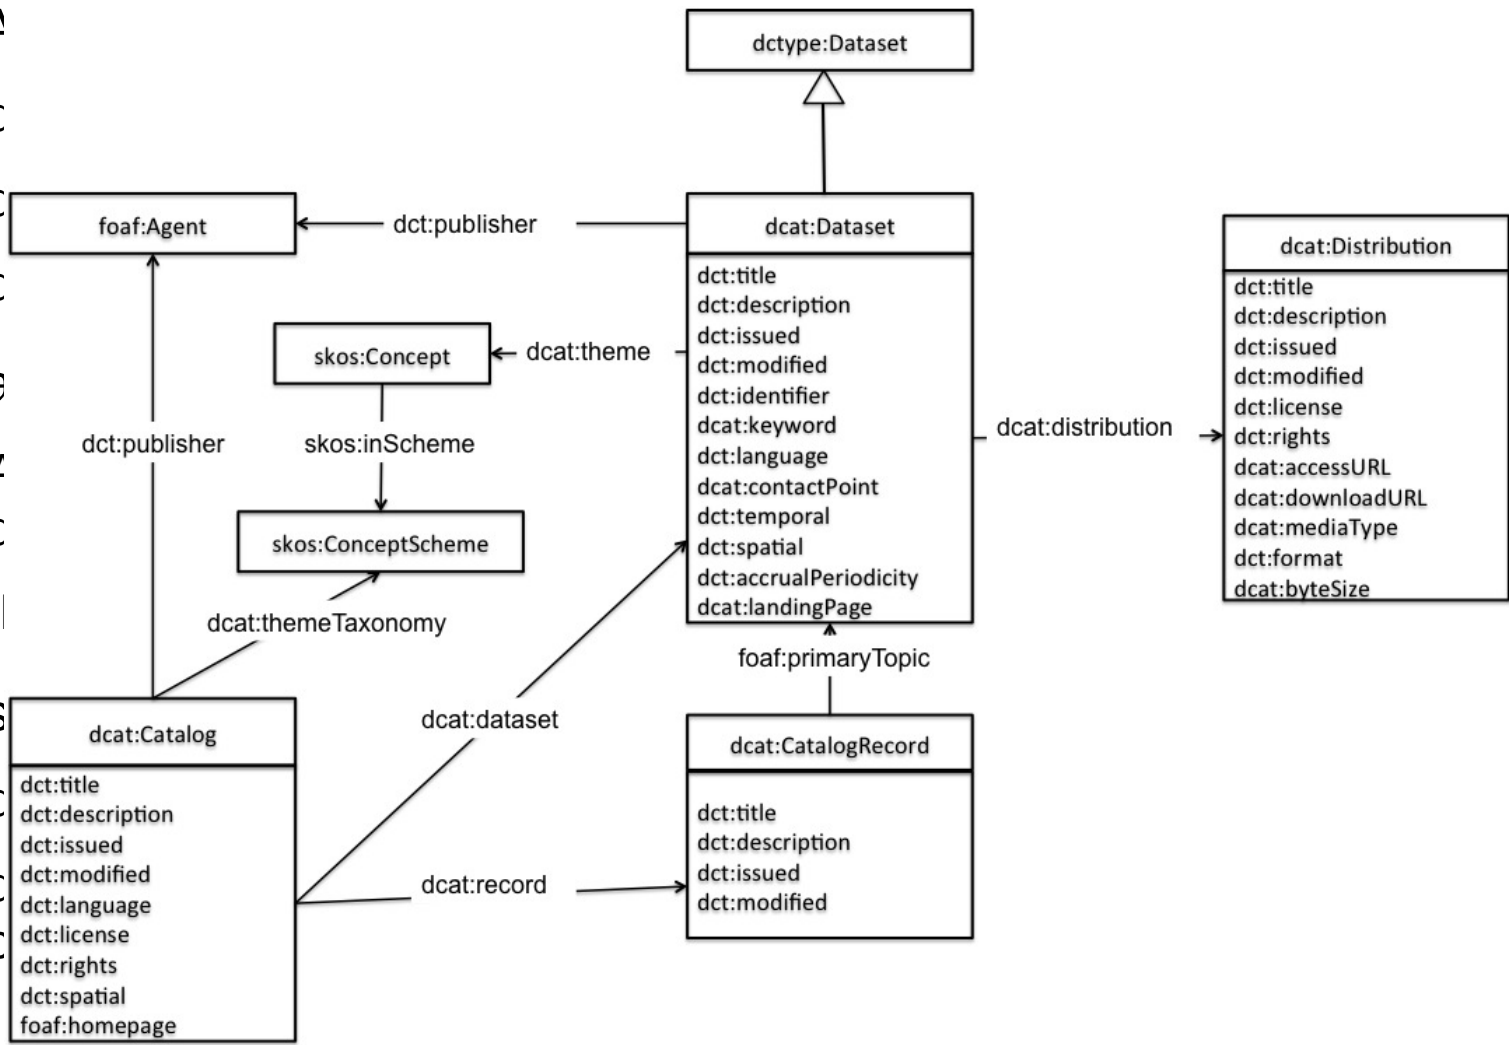 dctype:Dataset
foaf:Agent
dct:publisher
dcat:Dataset
dct:title
dct:description
dct:issued
dct:modified
dct:identifier
dcat:keyword
dct:language
dcat:contactPoint
dct:temporal
dct:spatial
dct:accrualPeriodicity
dcat:landingPage
dcat:Distribution
dct:title
dct:description
dct:issued
dct:modified
dct:license
dct:rights
dcat:accessURL
dcat:downloadURL
dcat:mediaType
dct:format
dcat:byteSize
skos:Concept
dcat:theme
dcat:distribution
dct:publisher
skos:inScheme
skos:ConceptScheme
dcat:themeTaxonomy
foaf:primaryTopic
dcat:dataset
dcat:Catalog
dct:title
dct:description
dct:issued
dct:modified
dct:language
dct:license
dct:rights
dct:spatial
foaf:homepage
dcat:record
dcat:CatalogRecord
dct:title
dct:description
dct:issued
dct:modified